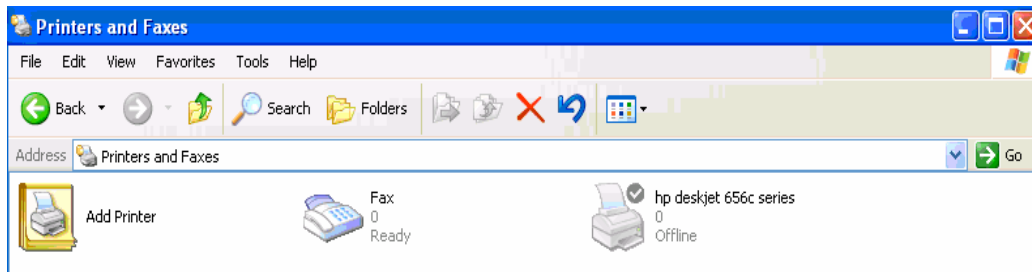 Printers and Faxes
File Edit View Favorites Tools Help
Back Search Folders
Address Printers and Faxes Go
Add Printer
Fax
0
Ready
hp deskjet 656c series
0
Offline